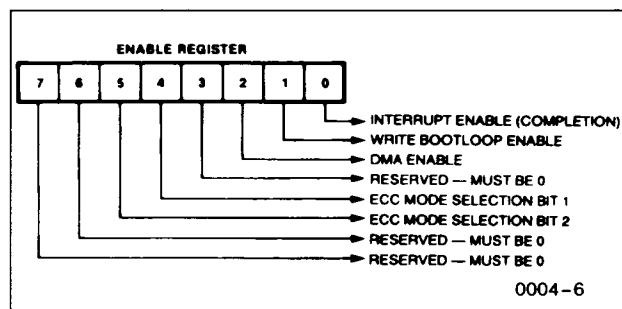 ENABLE REGISTER
7 6 5 4 3 2 1 0
INTERRUPT ENABLE (COMPLETION)
WRITE BOOTLOOP ENABLE
DMA ENABLE
RESERVED — MUST BE 0
ECC MODE SELECTION BIT 1
ECC MODE SELECTION BIT 2
RESERVED — MUST BE 0
RESERVED — MUST BE 0
0004-6